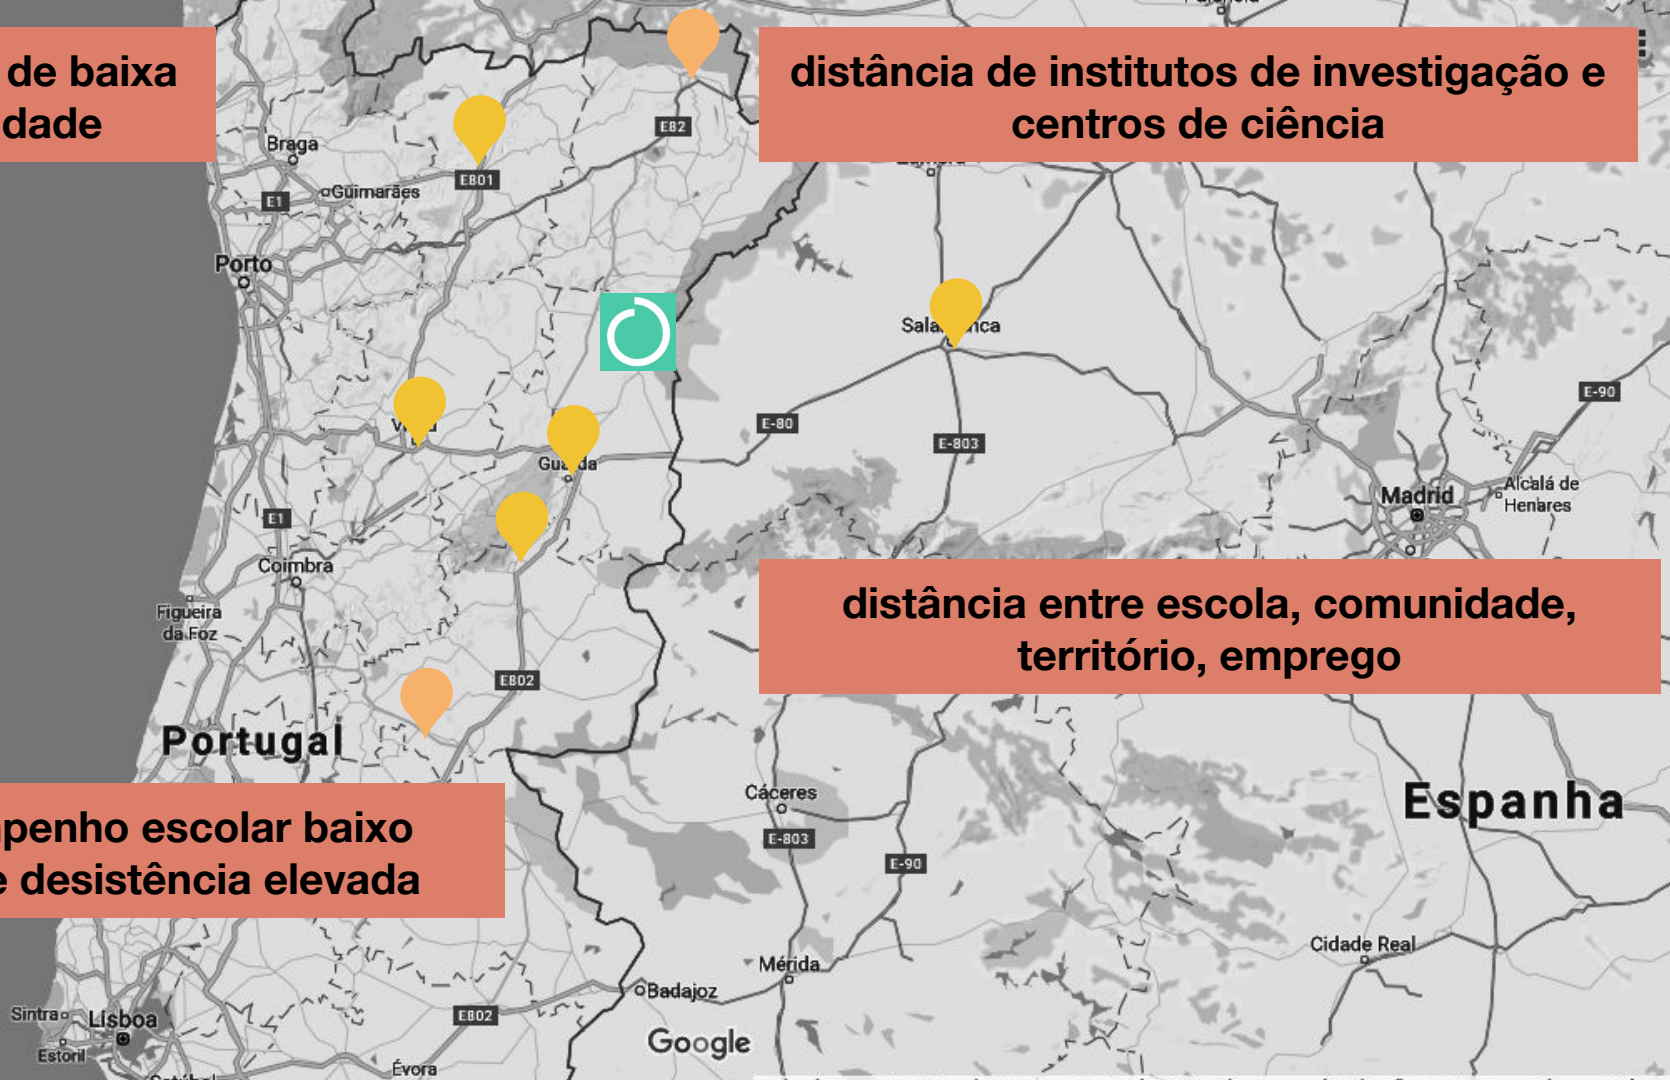 de baixa
dade
distância de institutos de investigação e
centros de ciência
E82
Braga
E801
Guimarães
E1
Porto
Salamanca
E-90
E-80
Guarda
E-803
Madrid
Alcalá de
Henares
E1
Coimbra
Figueira
da Foz
distância entre escola, comunidade,
território, emprego
E802
Portugal
Cáceres
Espanha
E-803
penho escolar baixo
e desistência elevada
E-90
Cidade Real
Mérida
Badajoz
Sintra
Lisboa
E802
Estoril
Google
Évora